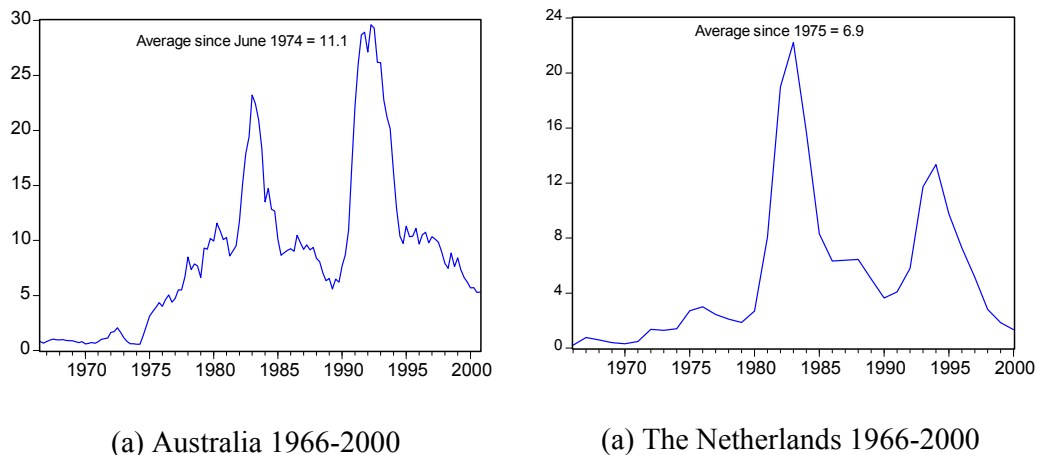 30
25
20
15
10
5
0
Average since June 1974 = 11.1
1970 1975 1980 1985 1990 1995 2000
(a) Australia 1966-2000
24
20
16
12
8
4
0
Average since 1975 = 6.9
1970 1975 1980 1985 1990 1995 2000
(a) The Netherlands 1966-2000